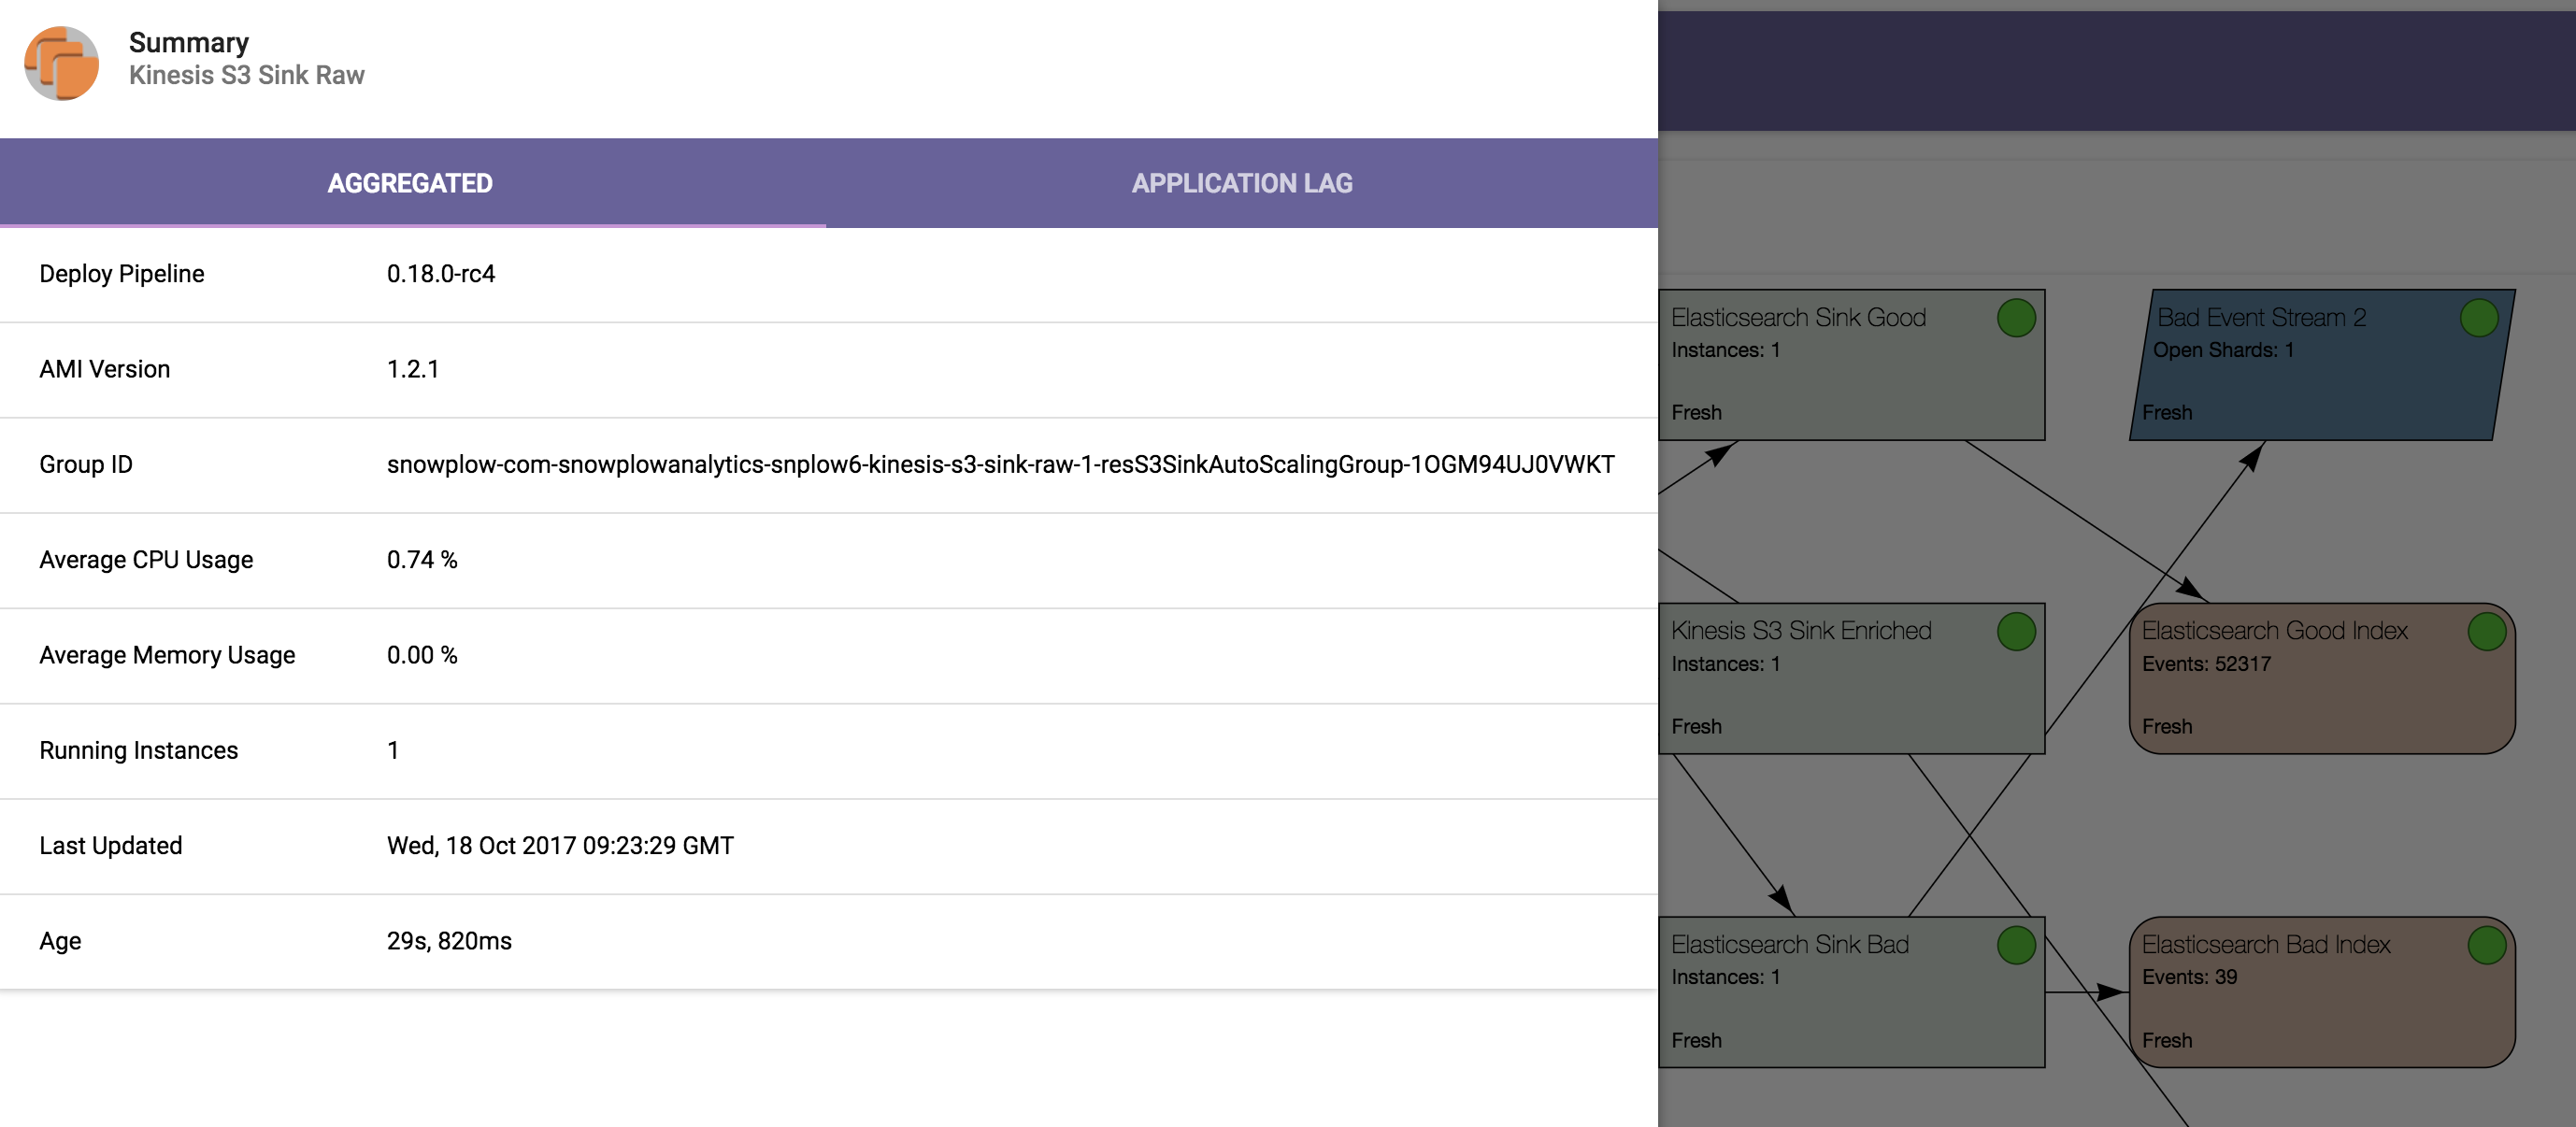 Summary
Kinesis S3 Sink Raw
AGGREGATED
APPLICATION LAG
Deploy Pipeline 0.18.0-rc4
AMI Version 1.2.1
Group ID snowplow-com-snowplowanalytics-snplow6-kinesis-s3-sink-raw-1-resS3SinkAutoScalingGroup-1OGM94UJ0VWKT
Average CPU Usage 0.74 %
Average Memory Usage 0.00 %
Running Instances 1
Last Updated Wed, 18 Oct 2017 09:23:29 GMT
Age 29s, 820ms
Elasticsearch Sink Good
Instances: 1
Fresh
Bad Event Stream 2
Open Shards: 1
Fresh
Kinesis S3 Sink Enriched
Instances: 1
Fresh
Elasticsearch Good Index
Events: 52317
Fresh
Elasticsearch Sink Bad
Instances: 1
Fresh
Elasticsearch Bad Index
Events: 39
Fresh